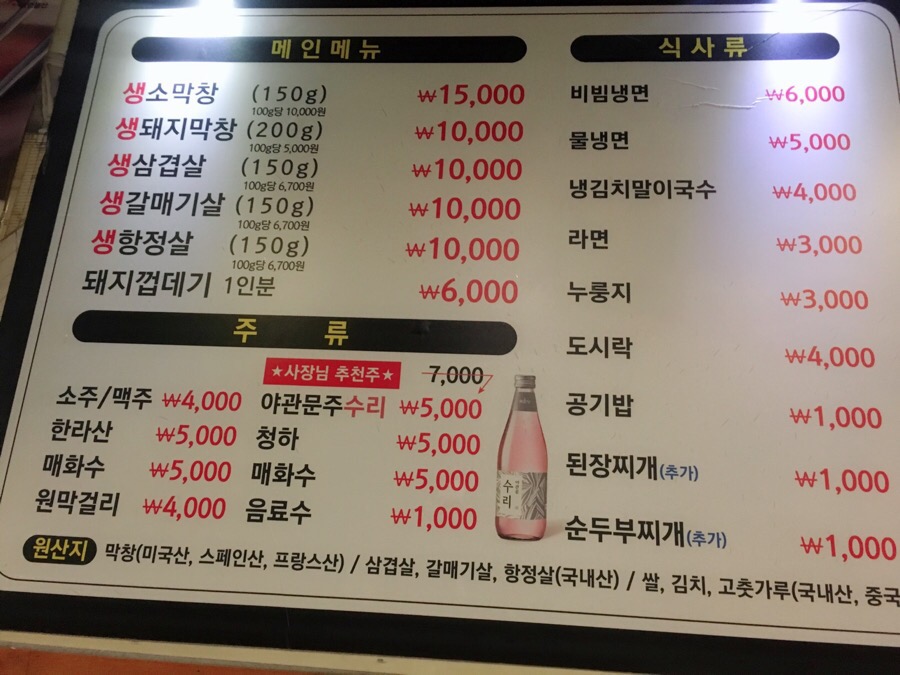 메인메뉴
생소막창 (150g) ₩15,000
100g당 10,000원
생돼지막창 (200g) ₩10,000
100g당 5,000원
생삼겹살 (150g) ₩10,000
100g당 6,700원
생갈매기살 (150g) ₩10,000
100g당 6,700원
생항정살 (150g) ₩10,000
100g당 6,700원
돼지껍데기 1인분 ₩6,000
주 류
★사장님 추천주★ 7,000
소주/맥주 ₩4,000 야관문주수리 ₩5,000
한라산 ₩5,000 청하 ₩5,000
매화수 ₩5,000 매화수 ₩5,000
원막걸리 ₩4,000 음료수 ₩1,000
수리
식사류
비빔냉면 ₩6,000
물냉면 ₩5,000
냉김치말이국수 ₩4,000
라면 ₩3,000
누룽지 ₩3,000
도시락 ₩4,000
공기밥 ₩1,000
된장찌개(추가) ₩1,000
순두부찌개(추가) ₩1,000
원산지 막창(미국산, 스페인산, 프랑스산) / 삼겹살, 갈매기살, 항정살(국내산) / 쌀, 김치, 고춧가루(국내산, 중국